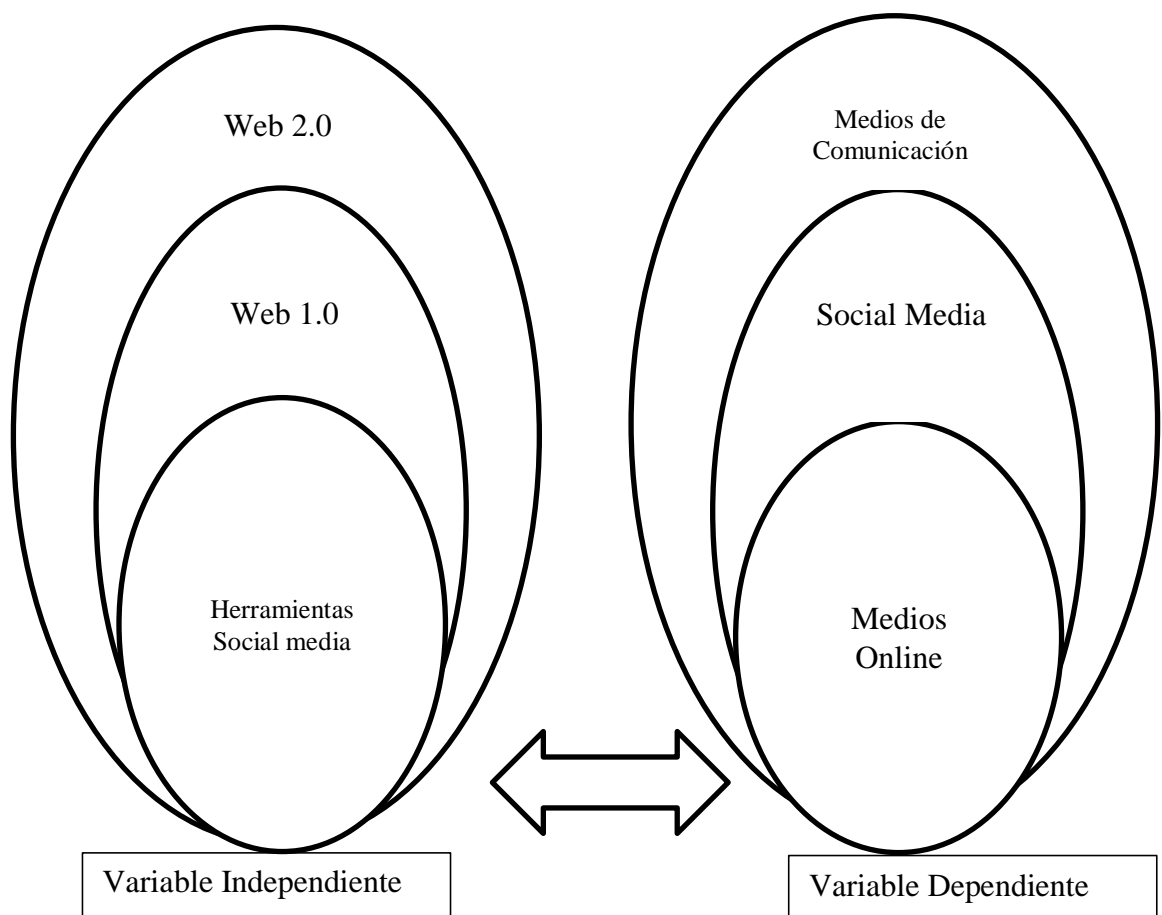 Web 2.0
Web 1.0
Herramientas
Social media
Variable Independiente
Medios de
Comunicación
Social Media
Medios
Online
Variable Dependiente